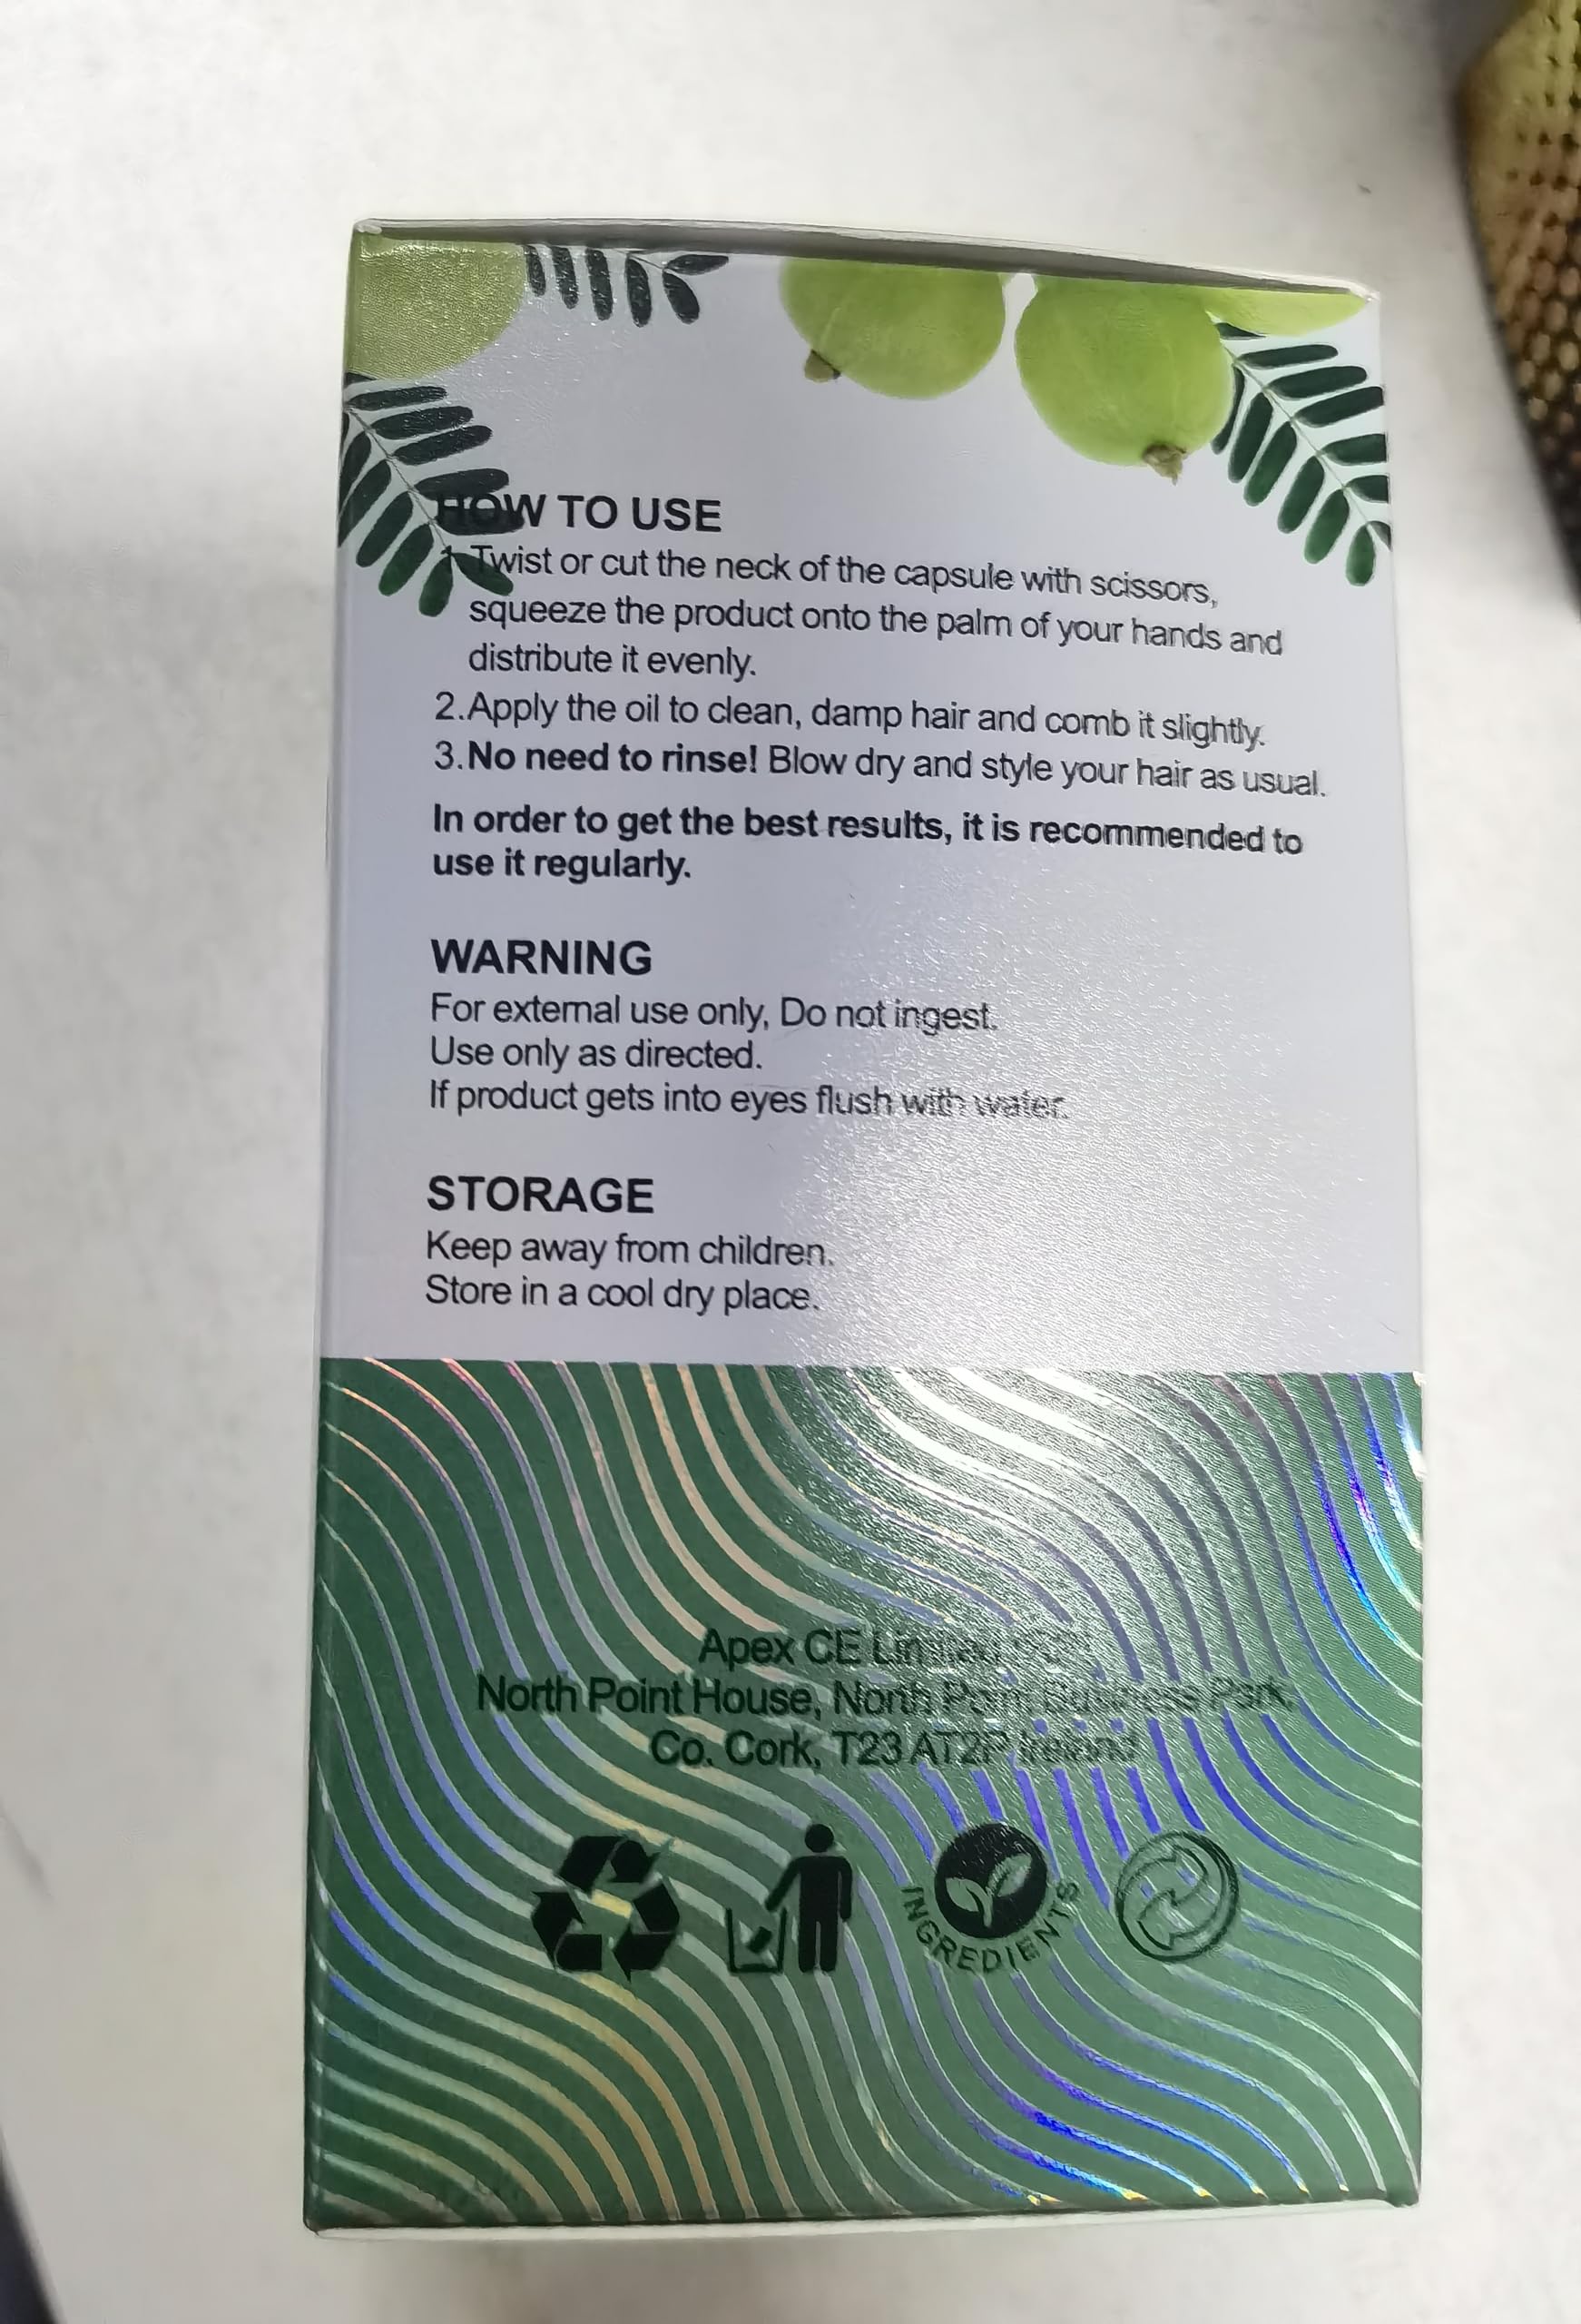 HOW TO USE
1.Twist or cut the neck of the capsule with scissors,
squeeze the product onto the palm of your hands and
distribute it evenly.
2.Apply the oil to clean, damp hair and comb it slightly.
3.No need to rinse! Blow dry and style your hair as usual.
In order to get the best results, it is recommended to
use it regularly.
WARNING
For external use only, Do not ingest.
Use only as directed.
If product gets into eyes flush with water.
STORAGE
Keep away from children.
Store in a cool dry place.
Apex CE Limited
North Point House, North Point Business Park,
Co. Cork, T23 AT2P Ireland
INGREDIENTS